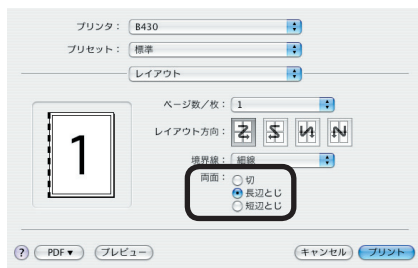 プリンタ： B430
プリセット： 標準
レイアウト
ページ数/枚： 1
レイアウト方向：
境界線： 細線
両面： 切
長辺とじ
短辺とじ
1
? PDF▼ プレビュー キャンセル プリント